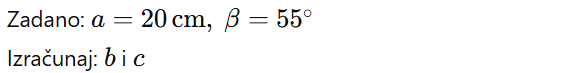 Zadano: a = 20 cm, β = 55°
Izračunaj: b i c